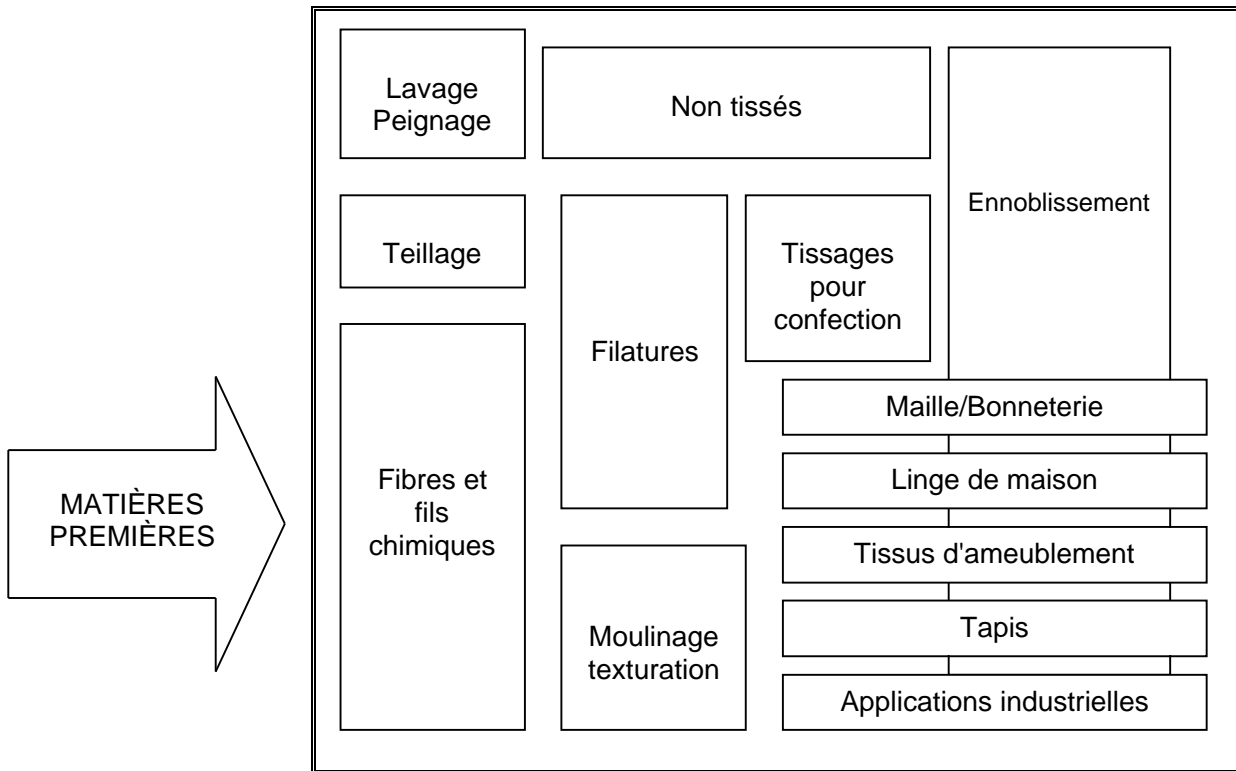 Lavage
Peignage
Non tissés
Ennoblissement
Teillage
Tissages
pour
confection
Filatures
Maille/Bonneterie
MATIÈRES
PREMIÈRES
Fibres et
fils
chimiques
Linge de maison
Tissus d'ameublement
Moulinage
texturation
Tapis
Applications industrielles